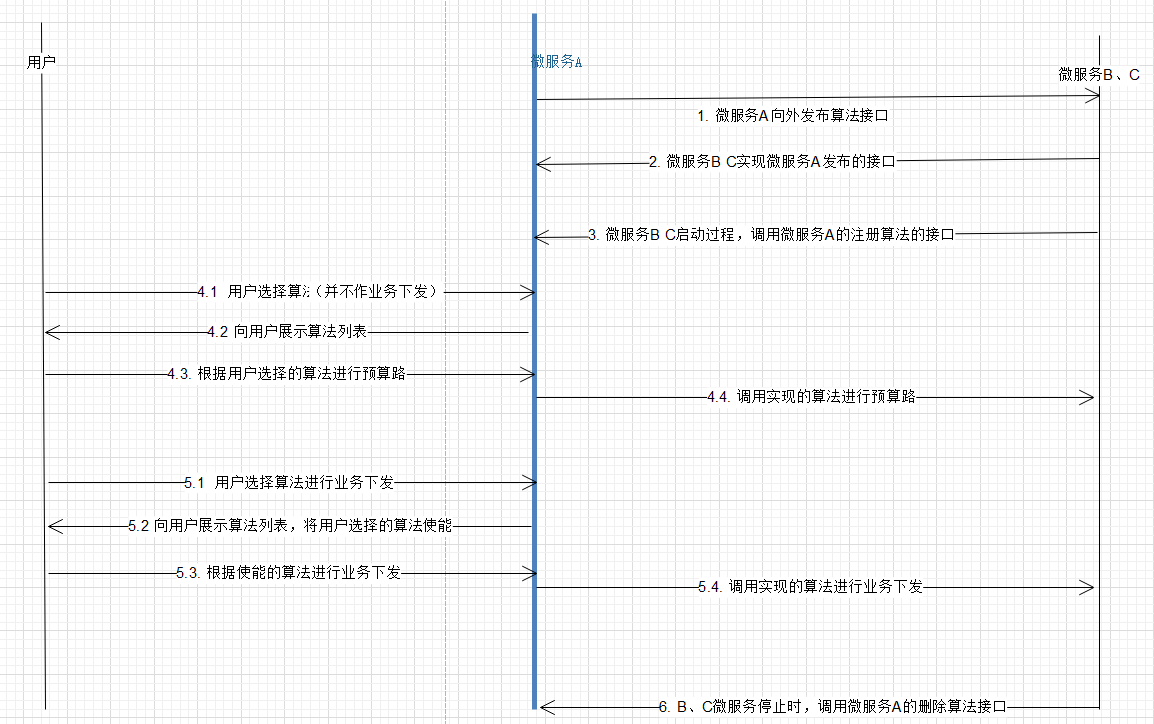 用户
微服务A
微服务B、C
1. 微服务A向外发布算法接口
2. 微服务B C实现微服务A发布的接口
3. 微服务B C启动过程，调用微服务A的注册算法的接口
4.1 用户选择算法（并不作业务下发）
4.2 向用户展示算法列表
4.3. 根据用户选择的算法进行预算路
4.4. 调用实现的算法进行预算路
5.1 用户选择算法进行业务下发
5.2 向用户展示算法列表，将用户选择的算法使能
5.3. 根据使能的算法进行业务下发
5.4. 调用实现的算法进行业务下发
6. B、C微服务停止时，调用微服务A的删除算法接口